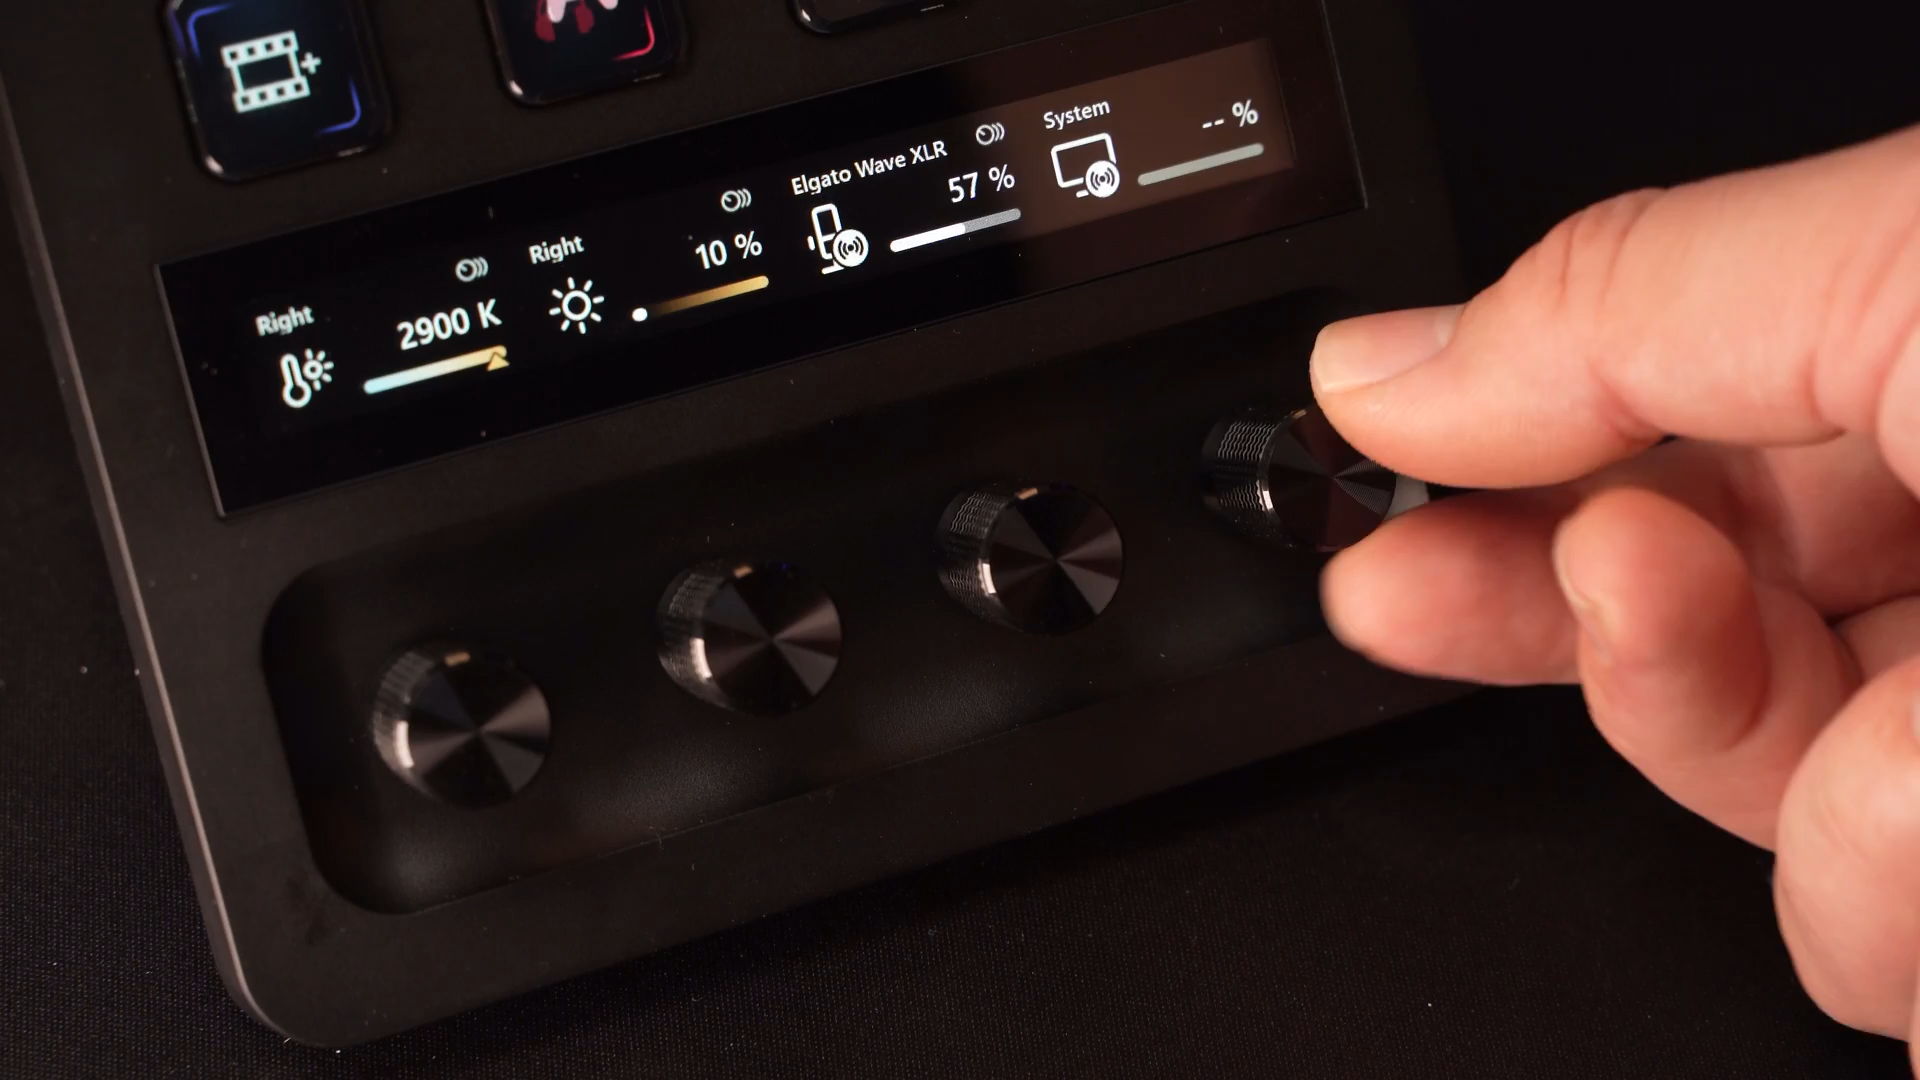 Right
2900 K
Right
10 %
Elgato Wave XLR
57 %
System
-- %